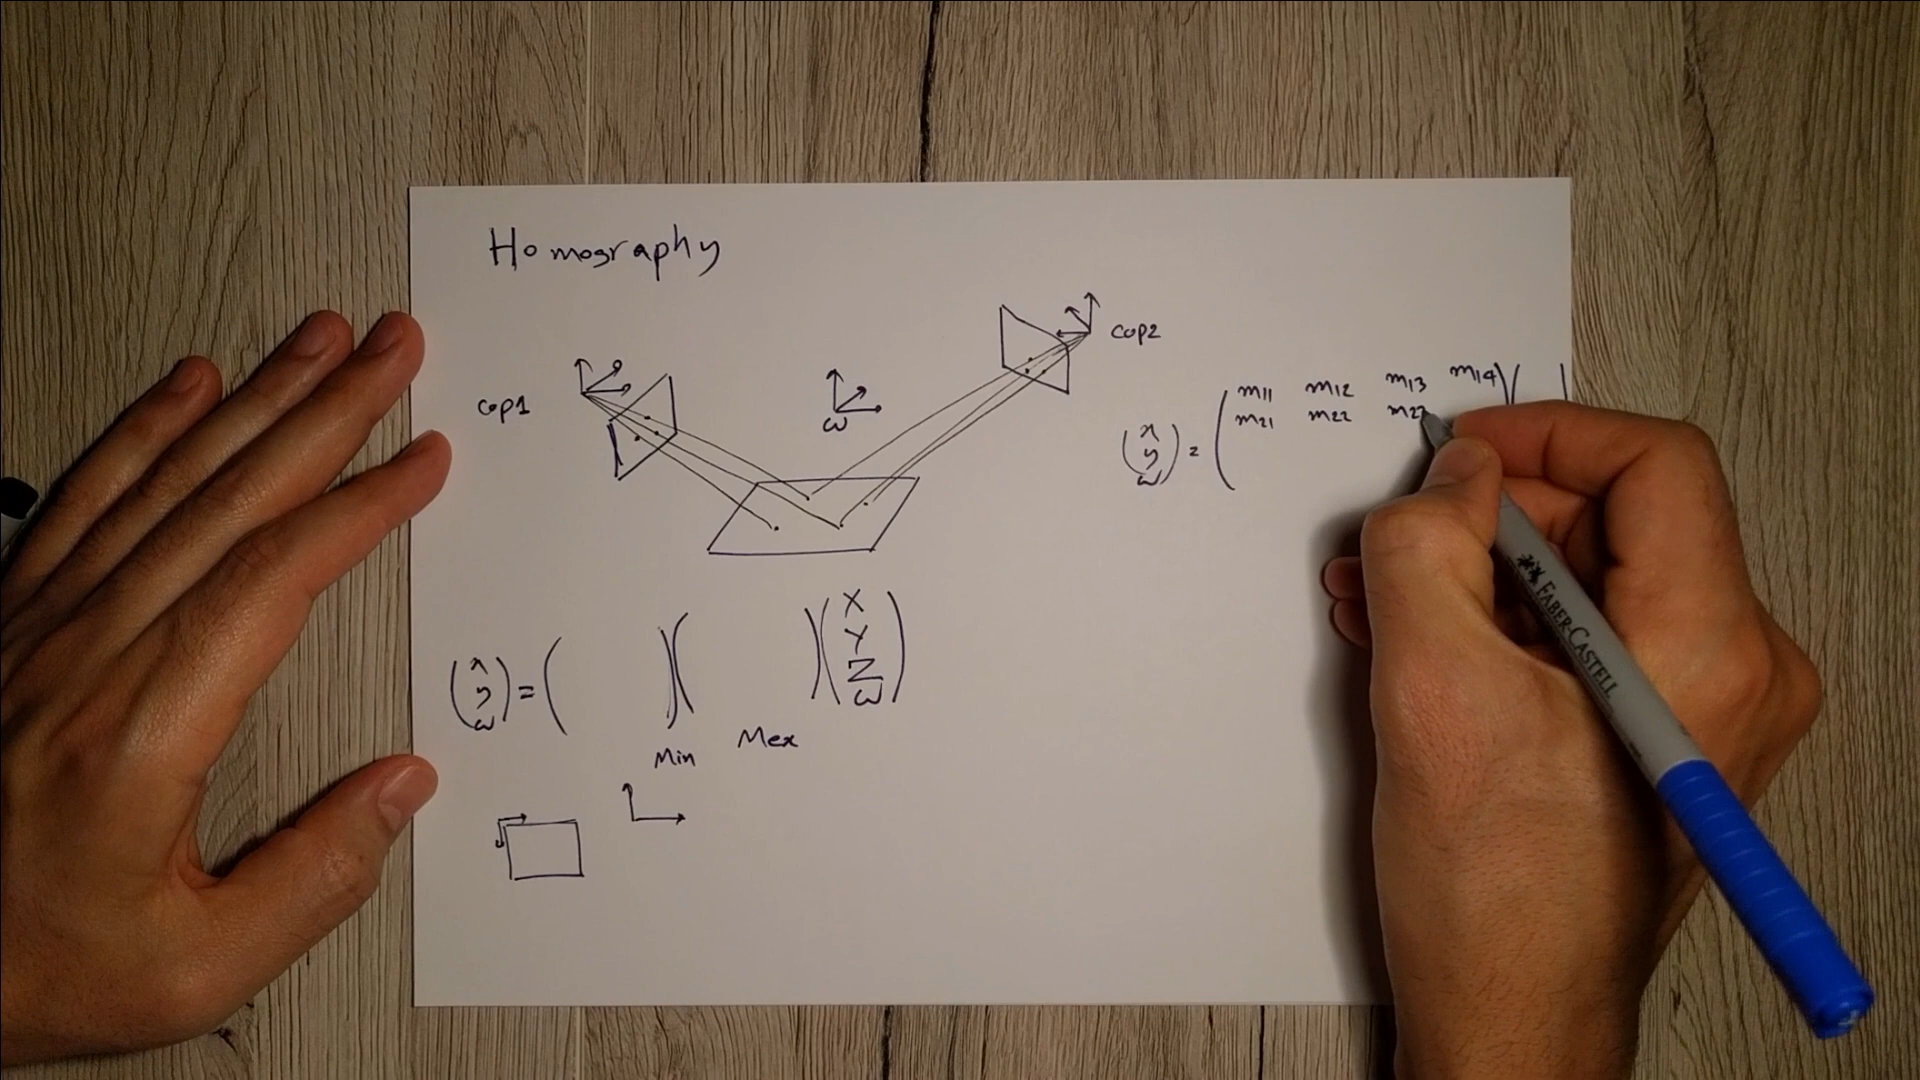 Homography
cop1
ω
cop2
(x y ω) = ( m11 m12 m13 m14 ) (
m21 m22 m23
(x y ω) = ( ) ( ) (X Y Z ω)
Min Mex
FABER-CASTELL